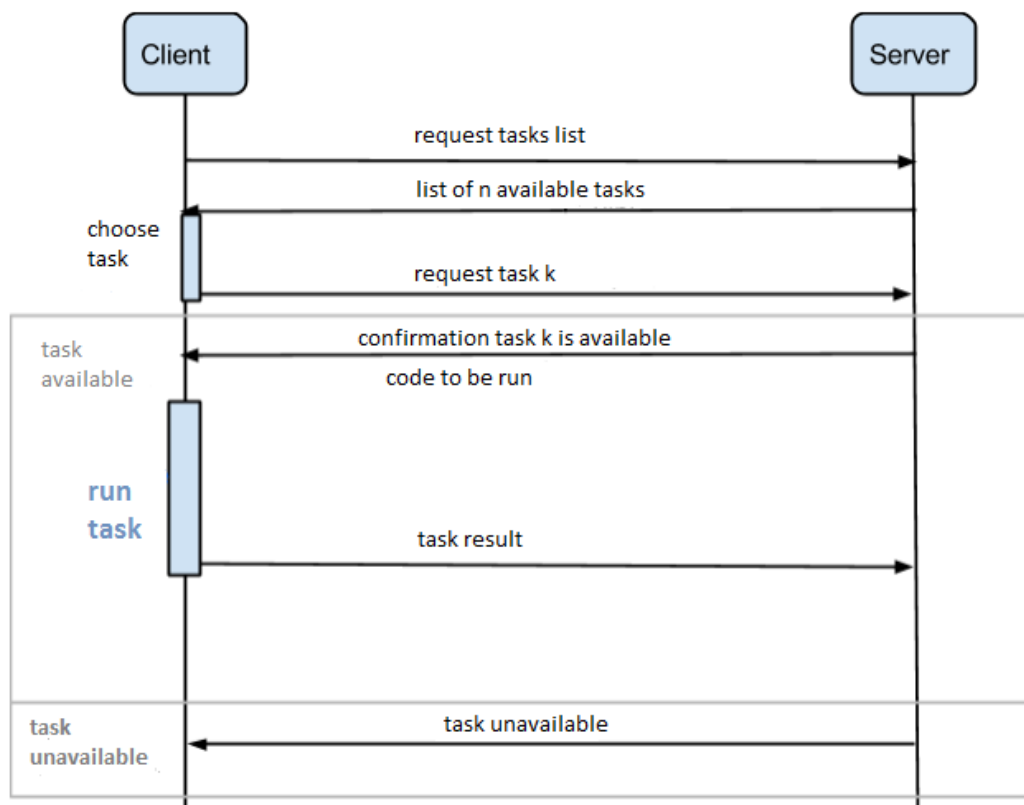 Client
Server
request tasks list
list of n available tasks
choose
task
request task k
confirmation task k is available
task
available
code to be run
run
task
task result
task unavailable
task
unavailable